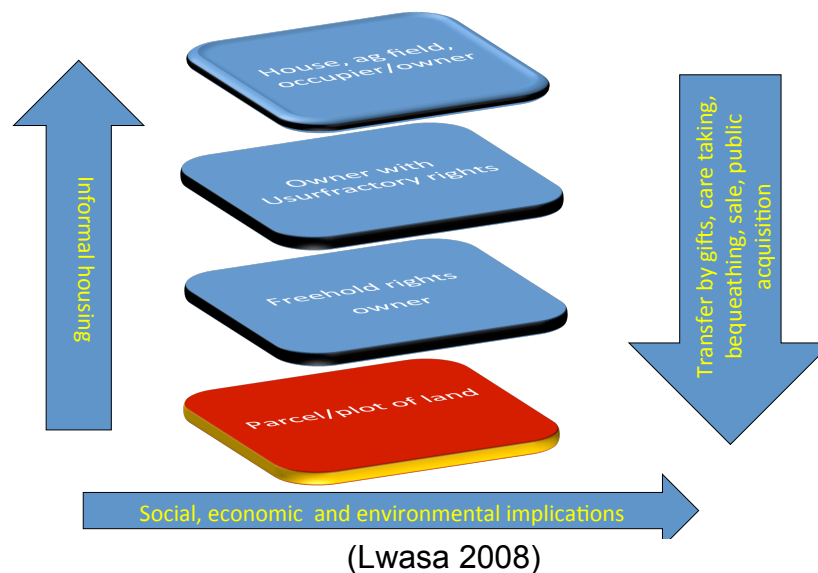 House, ag field,
occupier/owner
Owner with
Usurfractory rights
Freehold rights
owner
Parcel/plot of land
Informal housing
Transfer by gifts, care taking,
bequeathing, sale, public
acquisition
Social, economic and environmental implications
(Lwasa 2008)